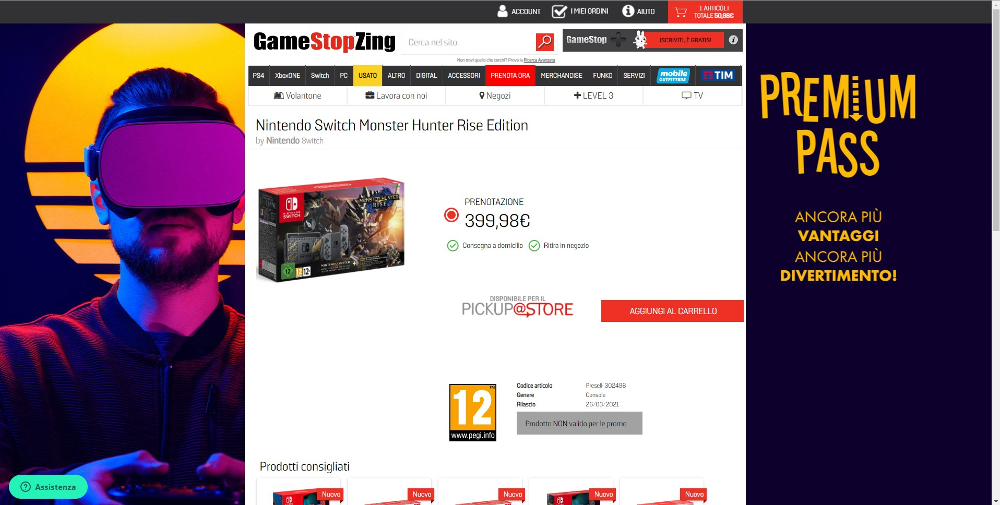 ACCOUNT
I MIEI ORDINI
AIUTO
1 ARTICOLI
TOTALE 50,98€
GameStopZing
Cerca nel sito
GameStop
ISCRIVITI, È GRATIS!
Non trovi quello che cerchi? Prova la Ricerca Avanzata
PS4 XboxONE Switch PC USATO ALTRO DIGITAL ACCESSORI PRENOTA ORA MERCHANDISE FUNKO SERVIZI mobile OUTFITTERS TIM
Volantone Lavora con noi Negozi LEVEL 3 TV
Nintendo Switch Monster Hunter Rise Edition
by Nintendo Switch
NINTENDO
SWITCH
MONSTER HUNTER
RISE
NINTENDO SWITCH
12 12 12+
PRENOTAZIONE
399,98€
Consegna a domicilio Ritira in negozio
DISPONIBILE PER IL
PICKUP@STORE
AGGIUNGI AL CARRELLO
12
www.pegi.info
Codice articolo Presell: 302496
Genere Console
Rilascio 26/03/2021
Prodotto NON valido per le promo
Prodotti consigliati
Nuovo Nuovo Nuovo Nuovo Nuovo
Assistenza
PREMIUM
PASS
ANCORA PIÙ
VANTAGGI
ANCORA PIÙ
DIVERTIMENTO!